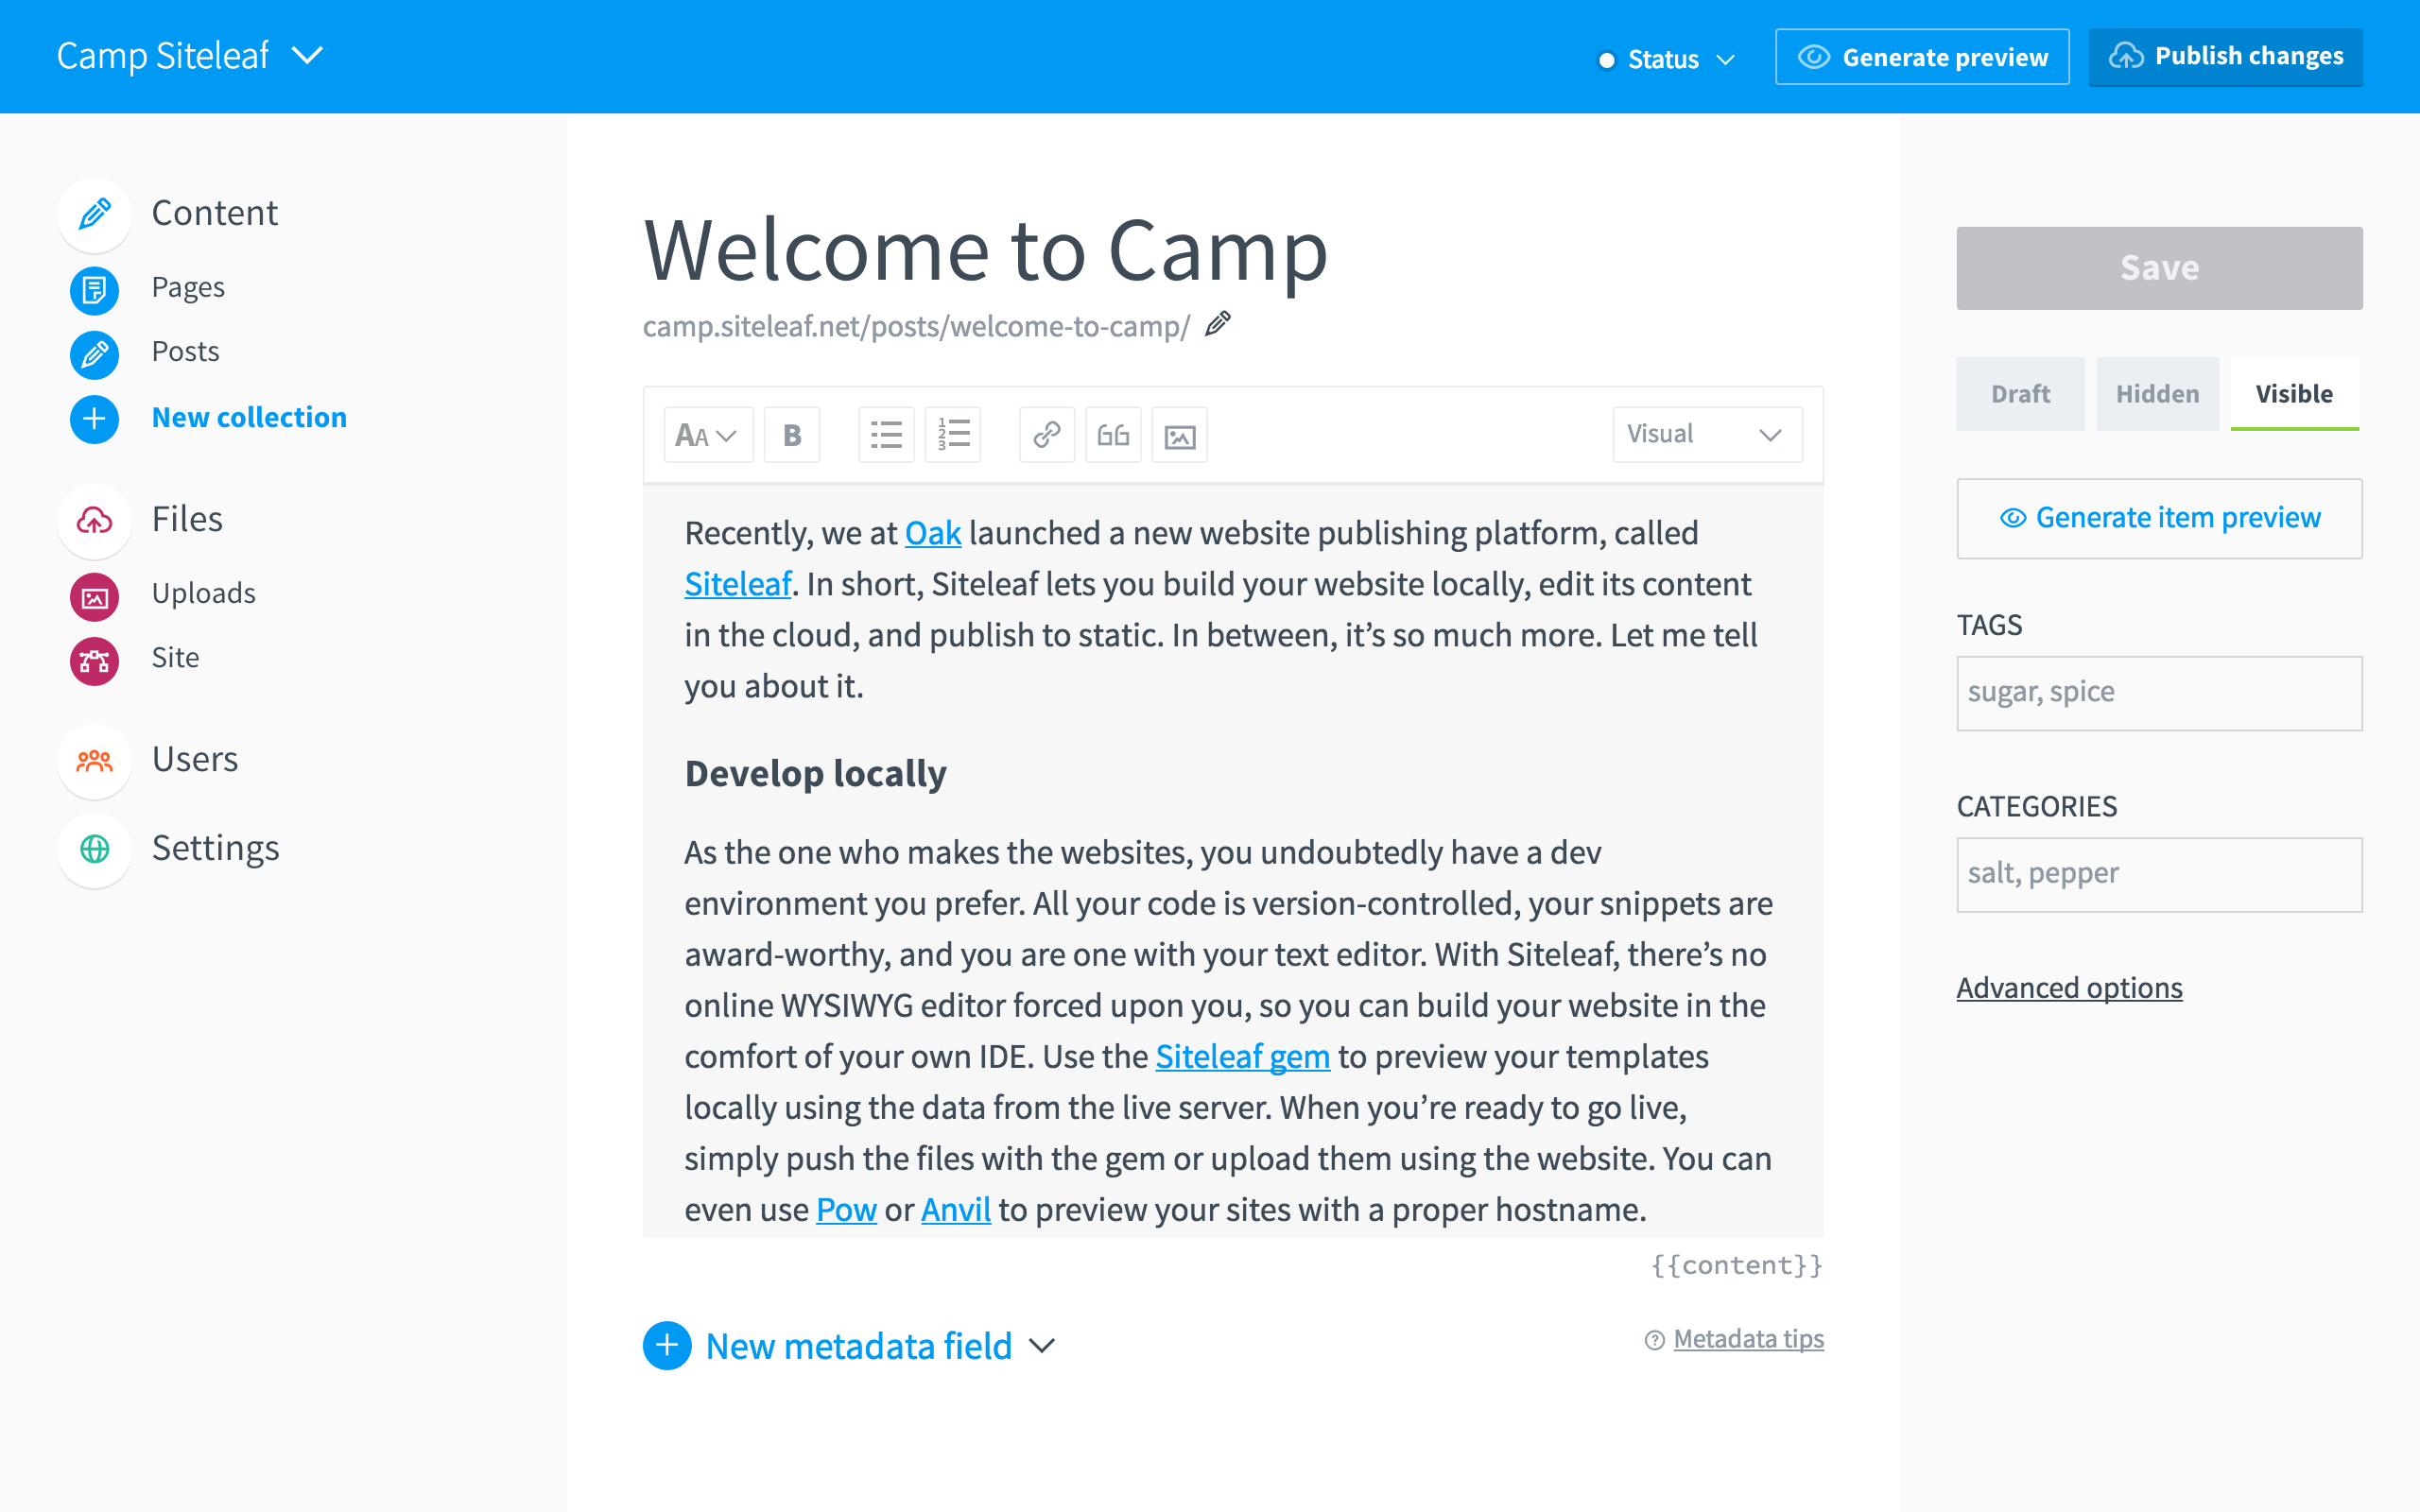 Camp Siteleaf
Status
Generate preview
Publish changes
Content
Pages
Posts
New collection
Files
Uploads
Site
Users
Settings
Welcome to Camp
camp.siteleaf.net/posts/welcome-to-camp/
AA
B
1
2
3
Visual
Recently, we at Oak launched a new website publishing platform, called
Siteleaf. In short, Siteleaf lets you build your website locally, edit its content
in the cloud, and publish to static. In between, it’s so much more. Let me tell
you about it.
Develop locally
As the one who makes the websites, you undoubtedly have a dev
environment you prefer. All your code is version-controlled, your snippets are
award-worthy, and you are one with your text editor. With Siteleaf, there’s no
online WYSIWYG editor forced upon you, so you can build your website in the
comfort of your own IDE. Use the Siteleaf gem to preview your templates
locally using the data from the live server. When you’re ready to go live,
simply push the files with the gem or upload them using the website. You can
even use Pow or Anvil to preview your sites with a proper hostname.
{{content}}
New metadata field
Metadata tips
Save
Draft
Hidden
Visible
Generate item preview
TAGS
sugar, spice
CATEGORIES
salt, pepper
Advanced options